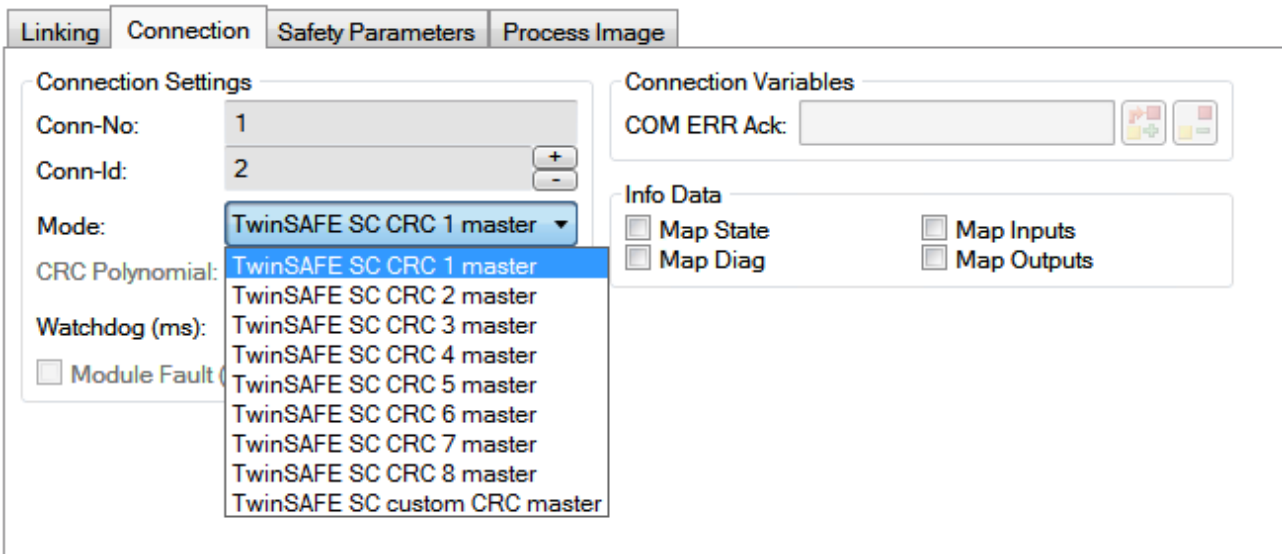 Linking Connection Safety Parameters Process Image
Connection Settings
Conn-No: 1
Conn-Id: 2
+
-
Mode: TwinSAFE SC CRC 1 master
CRC Polynomial:
Watchdog (ms):
Module Fault (
TwinSAFE SC CRC 1 master
TwinSAFE SC CRC 2 master
TwinSAFE SC CRC 3 master
TwinSAFE SC CRC 4 master
TwinSAFE SC CRC 5 master
TwinSAFE SC CRC 6 master
TwinSAFE SC CRC 7 master
TwinSAFE SC CRC 8 master
TwinSAFE SC custom CRC master
Connection Variables
COM ERR Ack:
Info Data
Map State Map Inputs
Map Diag Map Outputs